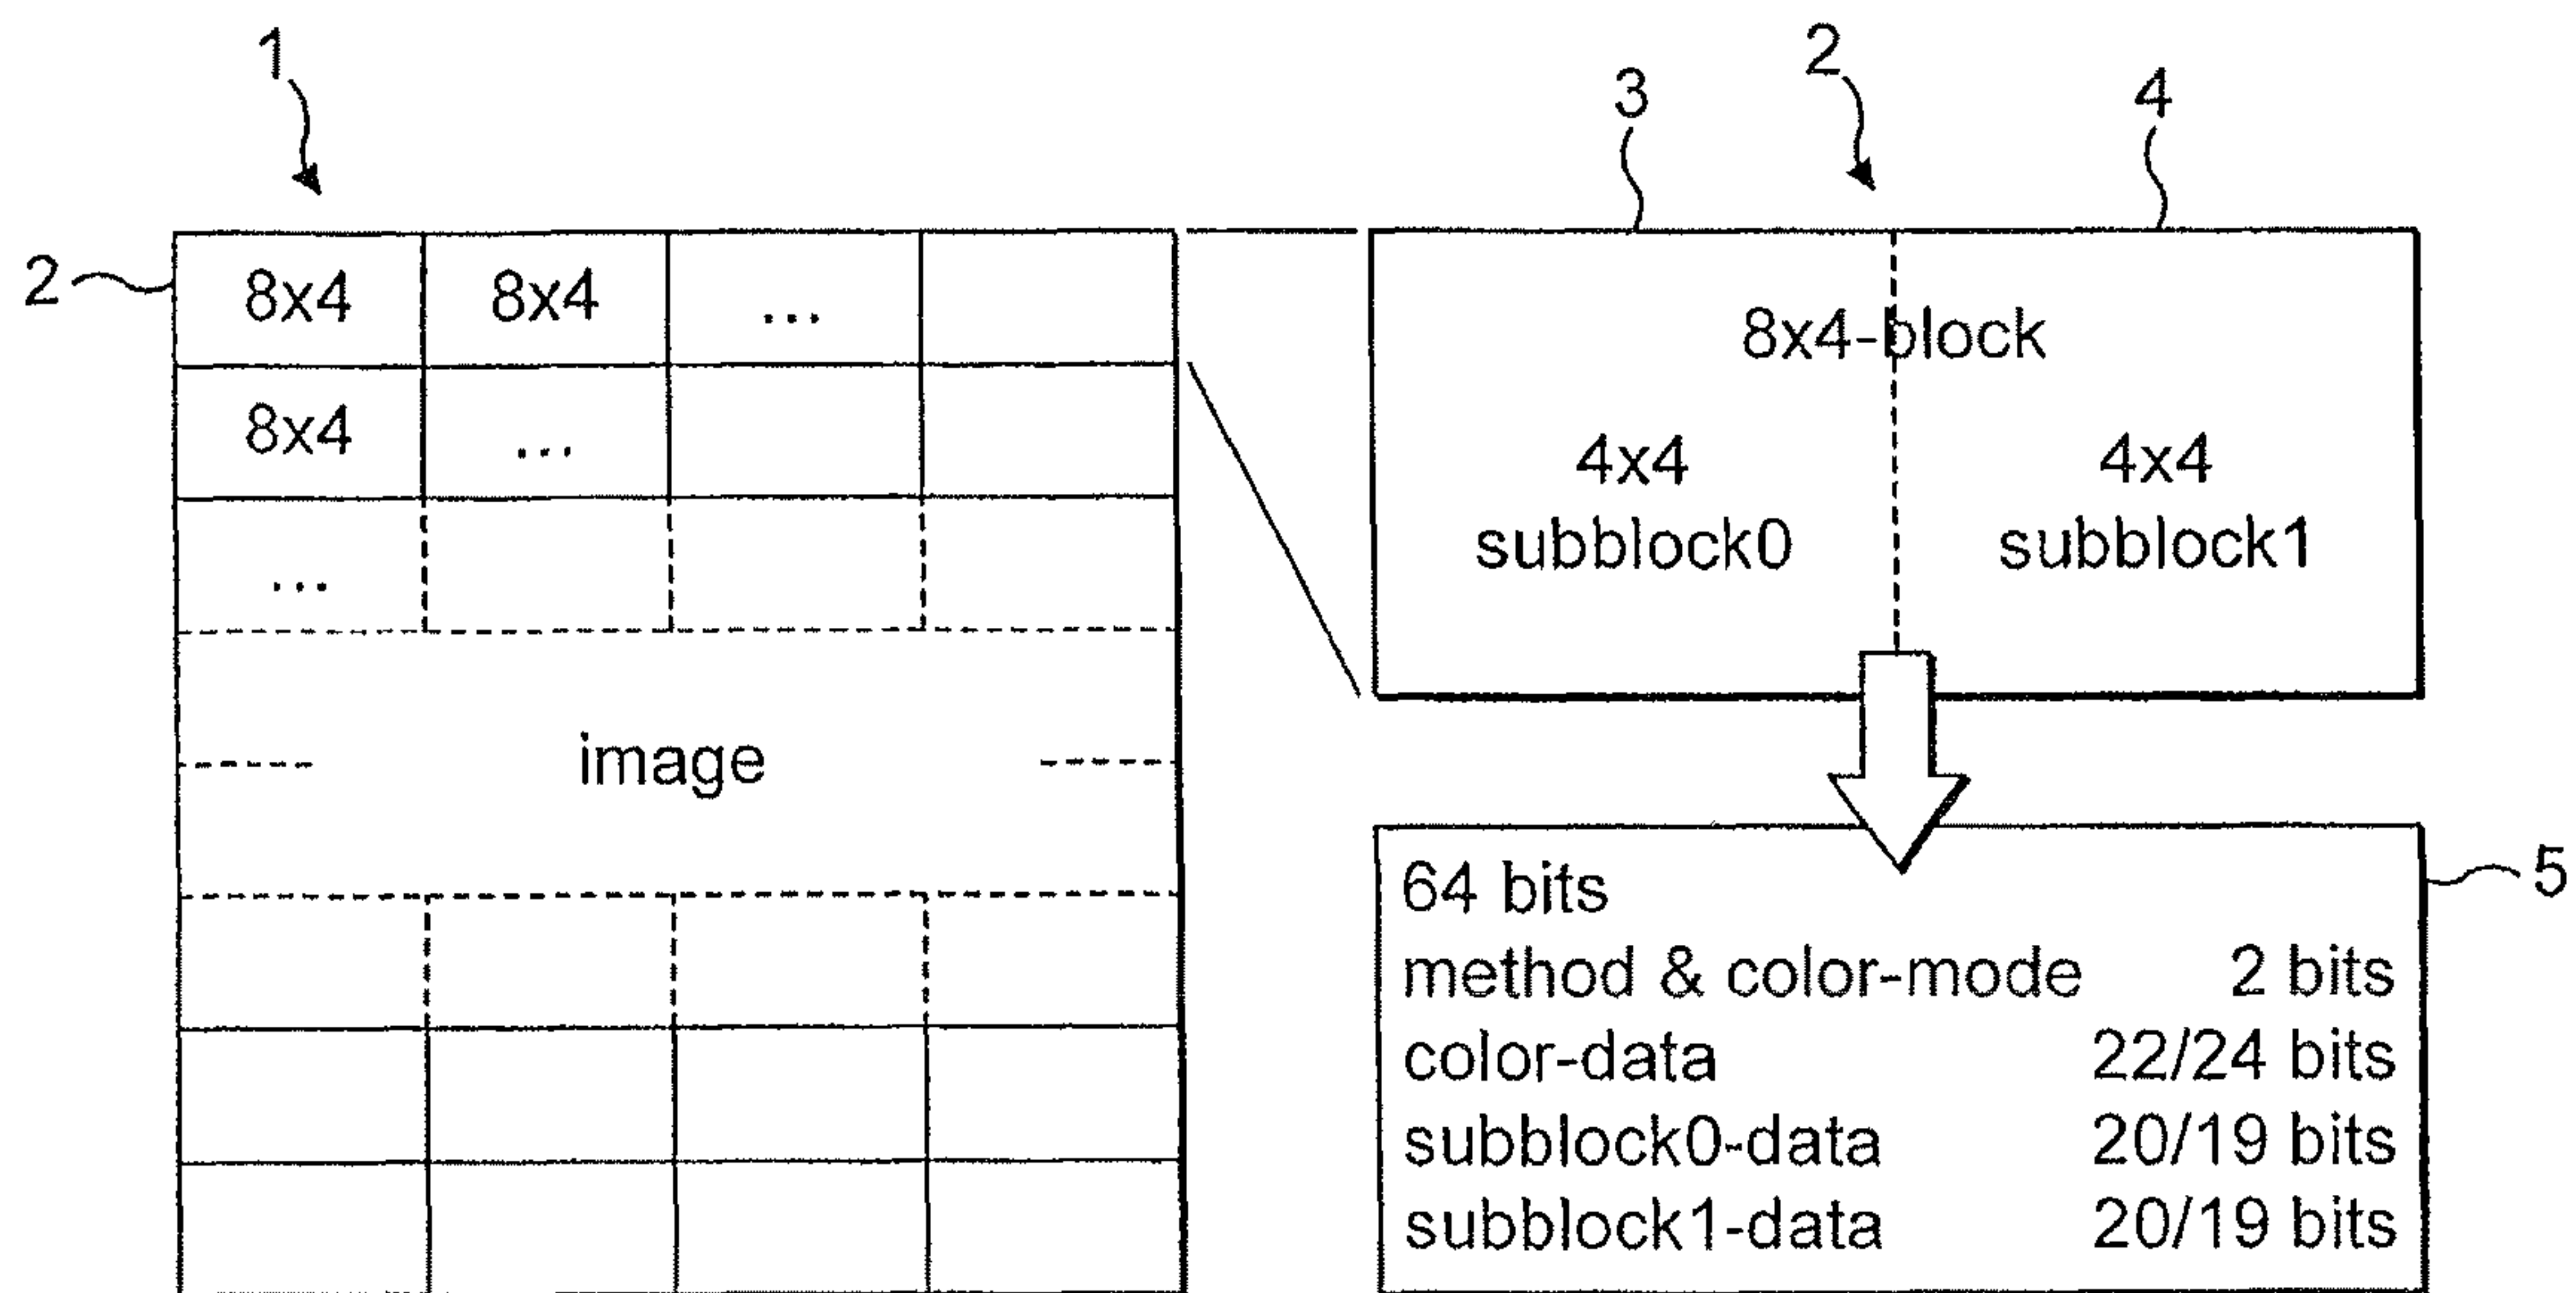 1
2
3
2
4
8x4
8x4
...
8x4
...
...
image
8x4-block
4x4
subblock0
4x4
subblock1
5
64 bits
method & color-mode 2 bits
color-data 22/24 bits
subblock0-data 20/19 bits
subblock1-data 20/19 bits